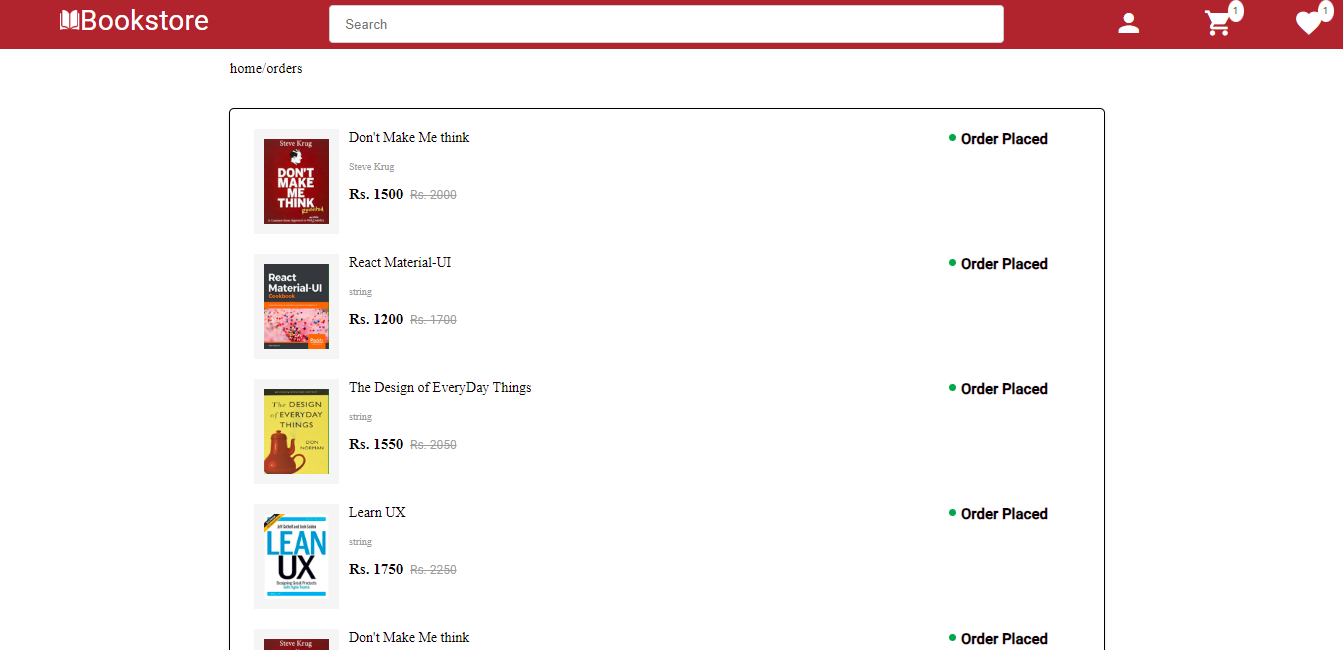 Bookstore
Search
1
1
home/orders
Steve Krug
DON'T
MAKE
ME
THINK
Don't Make Me think
Steve Krug
Rs. 1500 Rs. 2000
Order Placed
React
Material-UI
Cookbook
React Material-UI
string
Rs. 1200 Rs. 1700
Order Placed
The DESIGN
of EVERYDAY
THINGS
DON
NORMAN
The Design of EveryDay Things
string
Rs. 1550 Rs. 2050
Order Placed
LEAN
UX
Learn UX
string
Rs. 1750 Rs. 2250
Order Placed
Steve Krug
Don't Make Me think
Order Placed